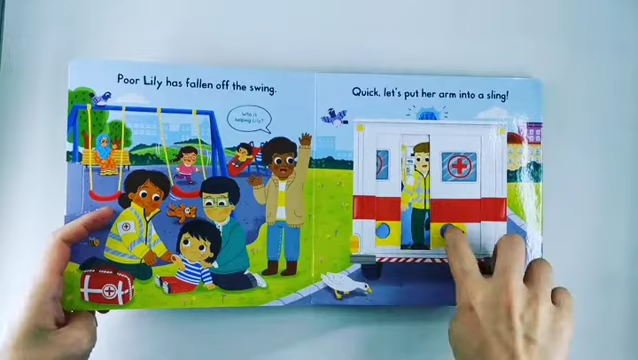 Poor Lily has fallen off the swing.
Who is
helping Lily?
Quick, let's put her arm into a sling!